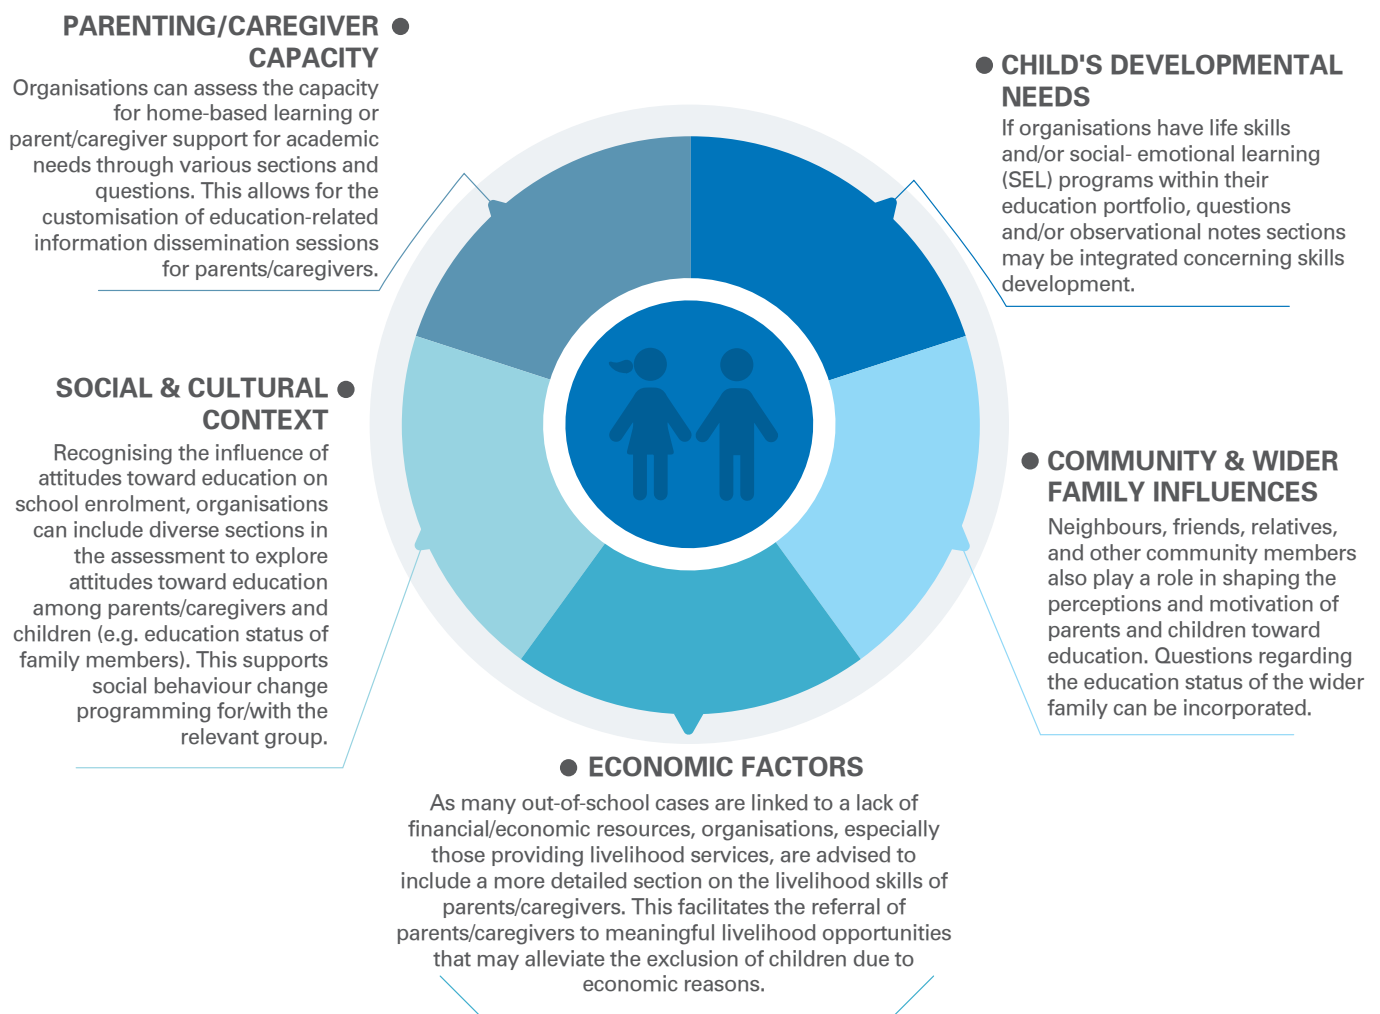 PARENTING/CAREGIVER
CAPACITY
Organisations can assess the capacity
for home-based learning or
parent/caregiver support for academic
needs through various sections and
questions. This allows for the
customisation of education-related
information dissemination sessions
for parents/caregivers.
CHILD'S DEVELOPMENTAL
NEEDS
If organisations have life skills
and/or social- emotional learning
(SEL) programs within their
education portfolio, questions
and/or observational notes sections
may be integrated concerning skills
development.
SOCIAL & CULTURAL
CONTEXT
Recognising the influence of
attitudes toward education on
school enrolment, organisations
can include diverse sections in
the assessment to explore
attitudes toward education
among parents/caregivers and
children (e.g. education status of
family members). This supports
social behaviour change
programming for/with the
relevant group.
COMMUNITY & WIDER
FAMILY INFLUENCES
Neighbours, friends, relatives,
and other community members
also play a role in shaping the
perceptions and motivation of
parents and children toward
education. Questions regarding
the education status of the wider
family can be incorporated.
ECONOMIC FACTORS
As many out-of-school cases are linked to a lack of
financial/economic resources, organisations, especially
those providing livelihood services, are advised to
include a more detailed section on the livelihood skills of
parents/caregivers. This facilitates the referral of
parents/caregivers to meaningful livelihood opportunities
that may alleviate the exclusion of children due to
economic reasons.